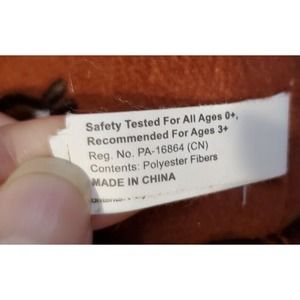 Safety Tested For All Ages 0+,
Recommended For Ages 3+
Reg. No. PA-16864 (CN)
Contents: Polyester Fibers
MADE IN CHINA